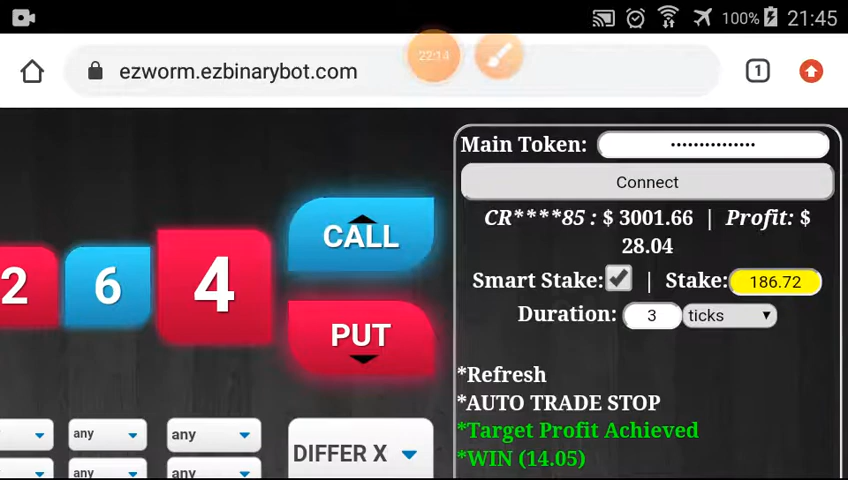 100% 21:45
ezworm.ezbinarybot.com 22:14 1
Main Token: •••••••••••••••
Connect
CR****85 : $ 3001.66 | Profit: $
28.04
CALL
2 6 4
Smart Stake: | Stake: 186.72
PUT
Duration: 3 ticks
*Refresh
*AUTO TRADE STOP
*Target Profit Achieved
any any
DIFFER X
*WIN (14.05)
any any